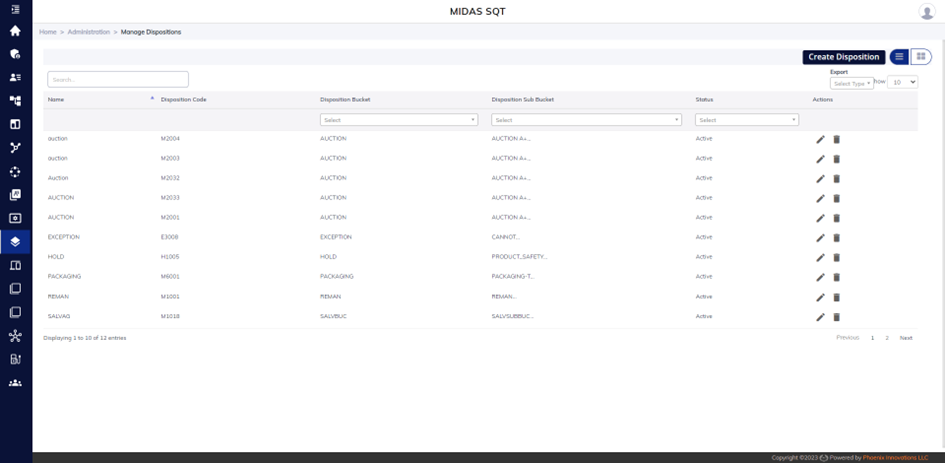 MIDAS SQT
Home > Administration > Manage Dispositions
Create Disposition
Export
Search...
Select Type
how 10
Name Disposition Code Disposition Bucket Disposition Sub Bucket Status Actions
Select Select Select
auction M2004 AUCTION AUCTION A+... Active
auction M2003 AUCTION AUCTION A+... Active
Auction M2032 AUCTION AUCTION A+... Active
AUCTION M2033 AUCTION AUCTION A+... Active
AUCTION M2001 AUCTION AUCTION A+... Active
EXCEPTION E3008 EXCEPTION CANNOT... Active
HOLD H1005 HOLD PRODUCT_SAFETY... Active
PACKAGING M6001 PACKAGING PACKAGING-T... Active
REMAN M1001 REMAN REMAN... Active
SALVAG M1018 SALVBUC SALVSUBBUC... Active
Displaying 1 to 10 of 12 entries
Previous 1 2 Next
Copyright ©2023 Powered by Phoenix Innovations LLC